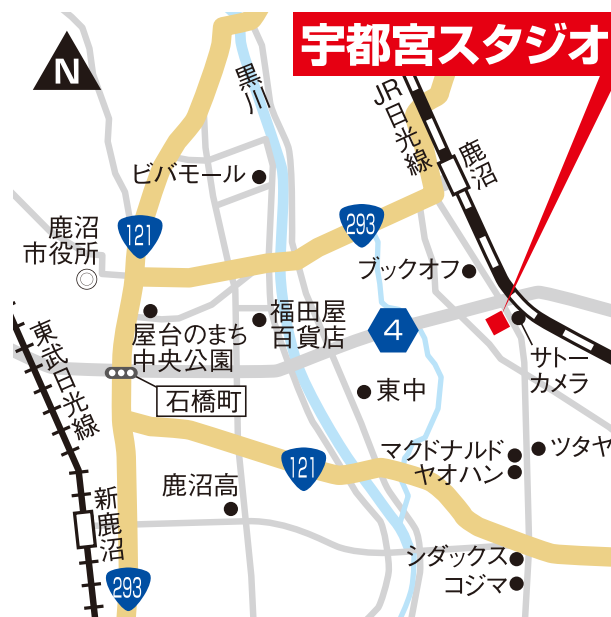 宇都宮スタジオ
N
黒川
JR日光線
鹿沼
ビバモール
121
293
鹿沼
市役所
ブックオフ
屋台のまち
中央公園
福田屋
百貨店
4
サトー
カメラ
東武日光線
石橋町
東中
マクドナルド
ヤオハン
ツタヤ
121
鹿沼高
新鹿沼
シダックス
コジマ
293